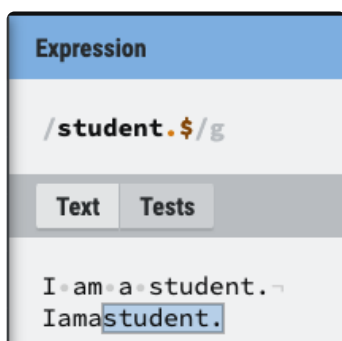 Expression
/student.$/g
Text Tests
I am a student.
Iamastudent.